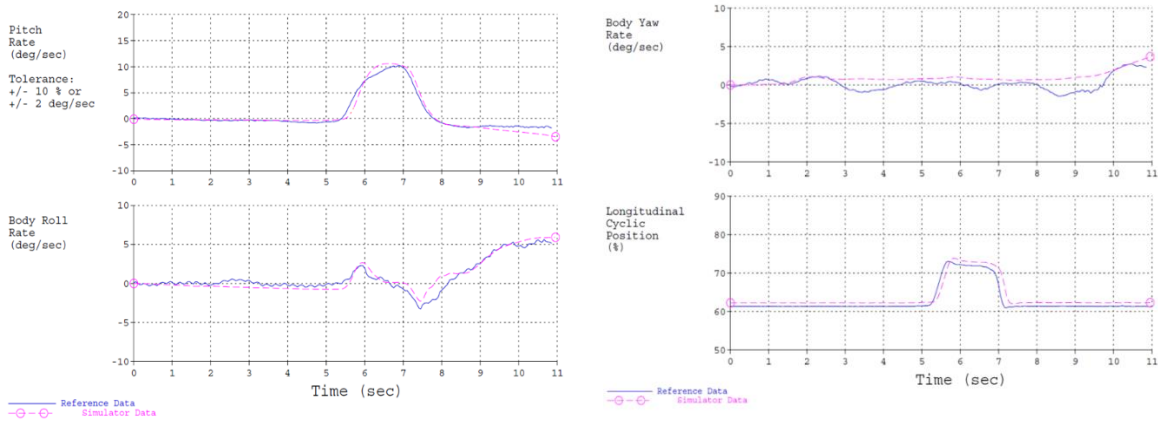 Pitch
Rate
(deg/sec)
Tolerance:
+/- 10 % or
+/- 2 deg/sec
20
15
10
5
0
-5
-10
0 1 2 3 4 5 6 7 8 9 10 11
Body Roll
Rate
(deg/sec)
10
5
0
-5
-10
0 1 2 3 4 5 6 7 8 9 10 11
Time (sec)
Reference Data
Simulator Data
Body Yaw
Rate
(deg/sec)
10
5
0
-5
-10
0 1 2 3 4 5 6 7 8 9 10 11
Longitudinal
Cyclic
Position
(%)
90
80
70
60
50
0 1 2 3 4 5 6 7 8 9 10 11
Time (sec)
Reference Data
Simulator Data